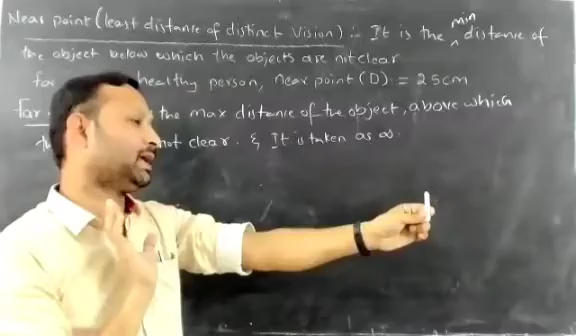 Near point (least distance of distinct Vision) :- It is the min distance of
the object below which the objects are not clear
for healthy person, near point (D) = 25cm
far the max distance of the object, above which
not clear. & It is taken as ∞.